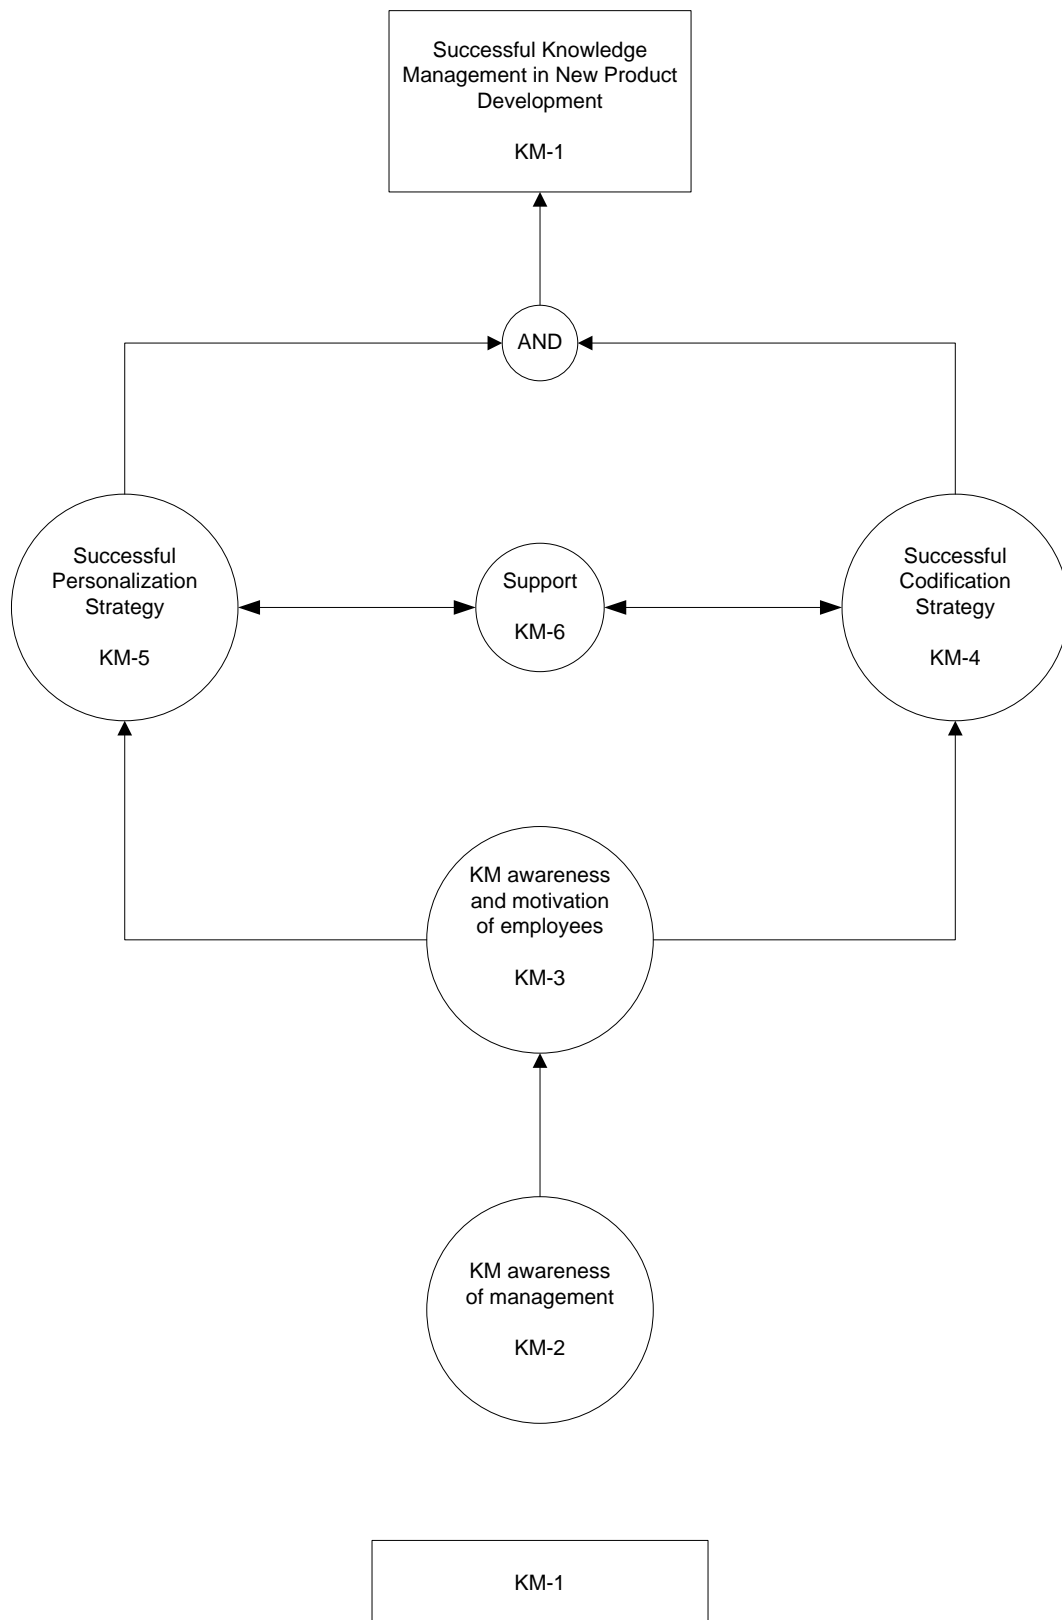 Successful Knowledge
Management in New Product
Development
KM-1
AND
Successful
Personalization
Strategy
KM-5
Support
KM-6
Successful
Codification
Strategy
KM-4
KM awareness
and motivation
of employees
KM-3
KM awareness
of management
KM-2
KM-1